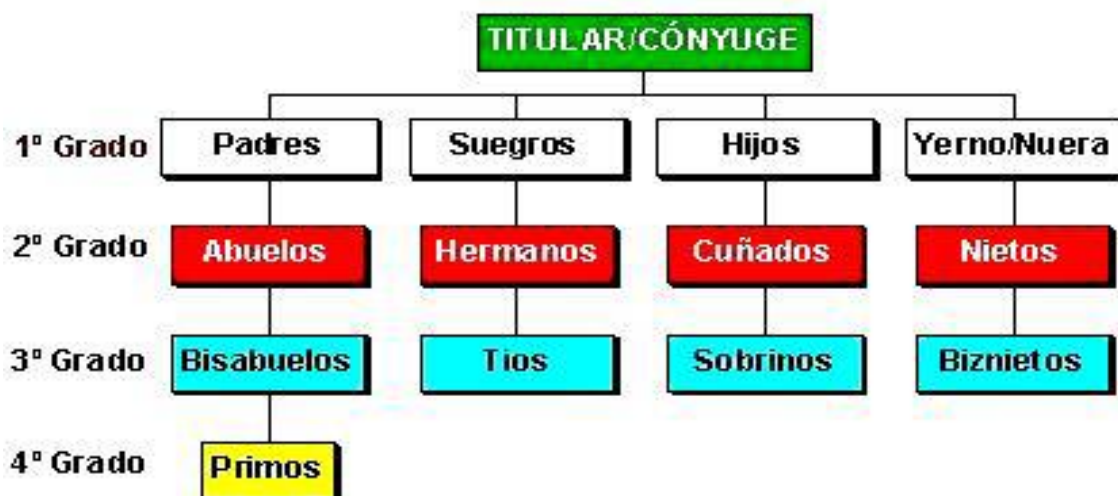 TITULAR/CÓNYUGE
1º Grado Padres Suegros Hijos Yerno/Nuera
2º Grado Abuelos Hermanos Cuñados Nietos
3º Grado Bisabuelos Tios Sobrinos Biznietos
4º Grado Primos